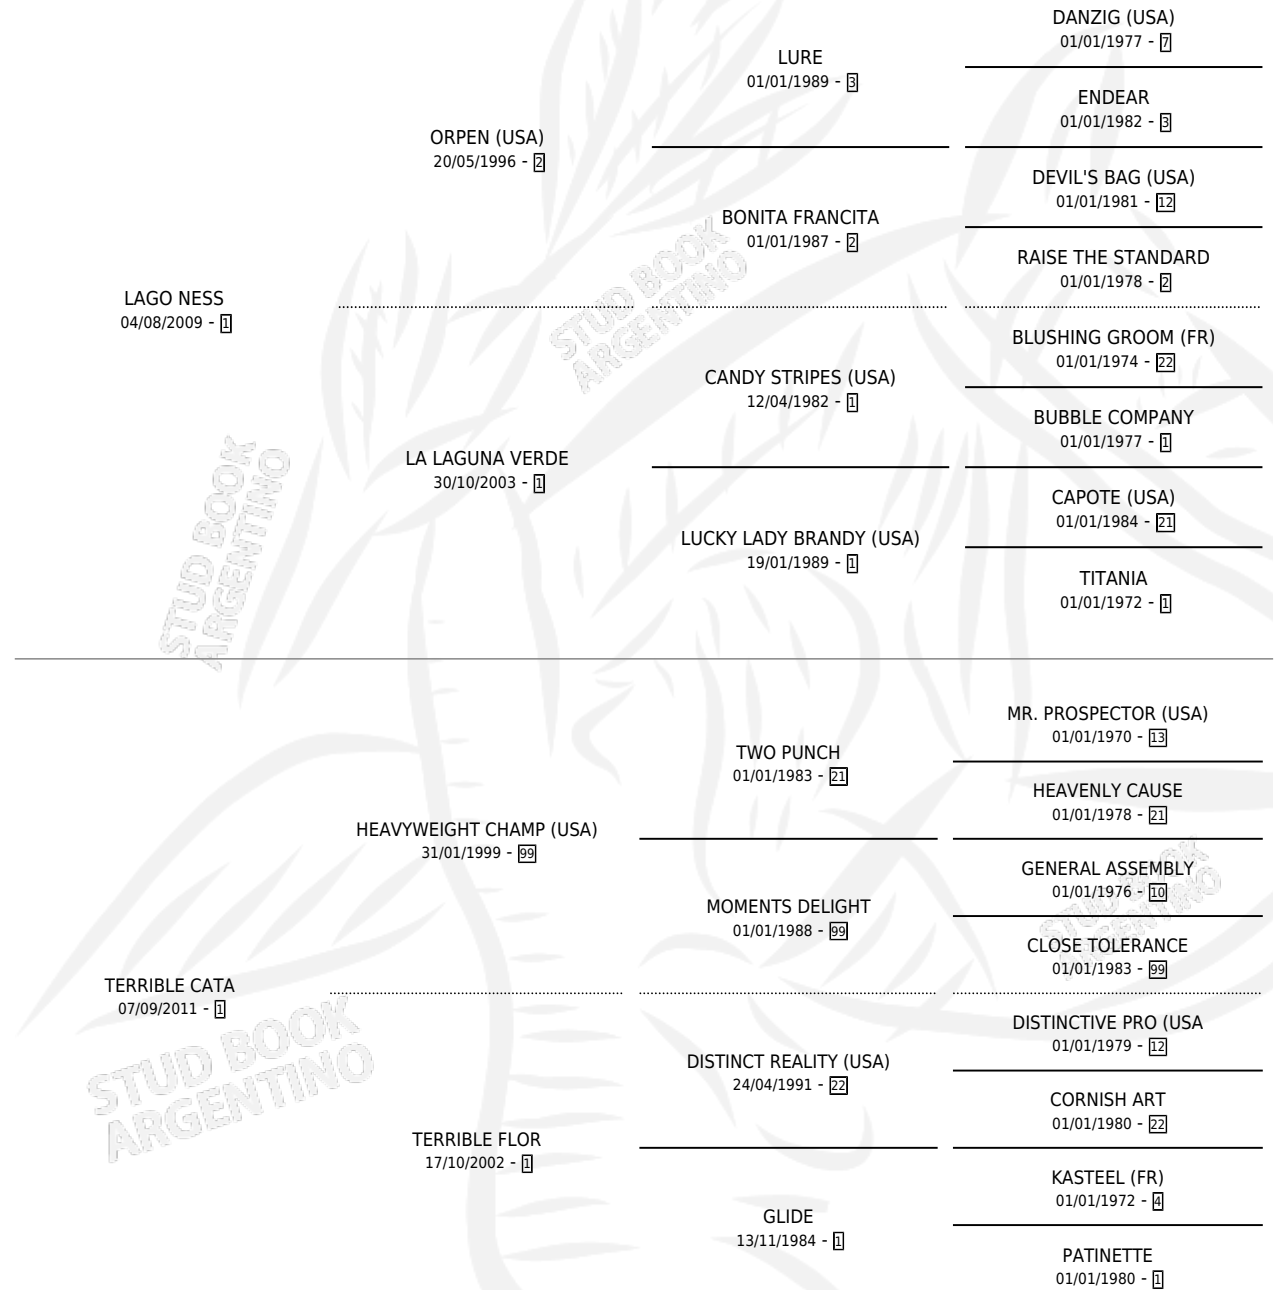 DANZIG (USA)
01/01/1977 - 7
LURE
01/01/1989 - 3
ENDEAR
01/01/1982 - 3
ORPEN (USA)
20/05/1996 - 2
DEVIL'S BAG (USA)
01/01/1981 - 12
BONITA FRANCITA
01/01/1987 - 2
RAISE THE STANDARD
01/01/1978 - 2
LAGO NESS
04/08/2009 - 1
BLUSHING GROOM (FR)
01/01/1974 - 22
CANDY STRIPES (USA)
12/04/1982 - 1
BUBBLE COMPANY
01/01/1977 - 1
LA LAGUNA VERDE
30/10/2003 - 1
CAPOTE (USA)
01/01/1984 - 21
LUCKY LADY BRANDY (USA)
19/01/1989 - 1
TITANIA
01/01/1972 - 1
MR. PROSPECTOR (USA)
01/01/1970 - 13
TWO PUNCH
01/01/1983 - 21
HEAVENLY CAUSE
01/01/1978 - 21
HEAVYWEIGHT CHAMP (USA)
31/01/1999 - 99
GENERAL ASSEMBLY
01/01/1976 - 10
MOMENTS DELIGHT
01/01/1988 - 99
CLOSE TOLERANCE
01/01/1983 - 99
TERRIBLE CATA
07/09/2011 - 1
DISTINCTIVE PRO (USA
01/01/1979 - 12
DISTINCT REALITY (USA)
24/04/1991 - 22
CORNISH ART
01/01/1980 - 22
TERRIBLE FLOR
17/10/2002 - 1
KASTEEL (FR)
01/01/1972 - 4
GLIDE
13/11/1984 - 1
PATINETTE
01/01/1980 - 1
STUD BOOK
ARGENTINO
STUD BOOK
ARGENTINO
STUD BOOK
ARGENTINO
STUD BOOK
ARGENTINO